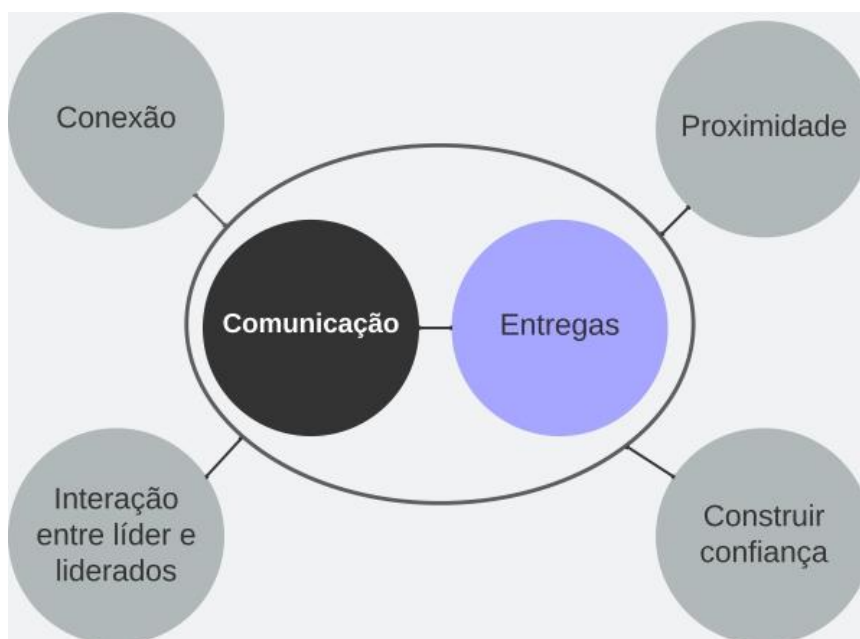 Conexão
Proximidade
Comunicação
Entregas
Interação
entre líder e
liderados
Construir
confiança